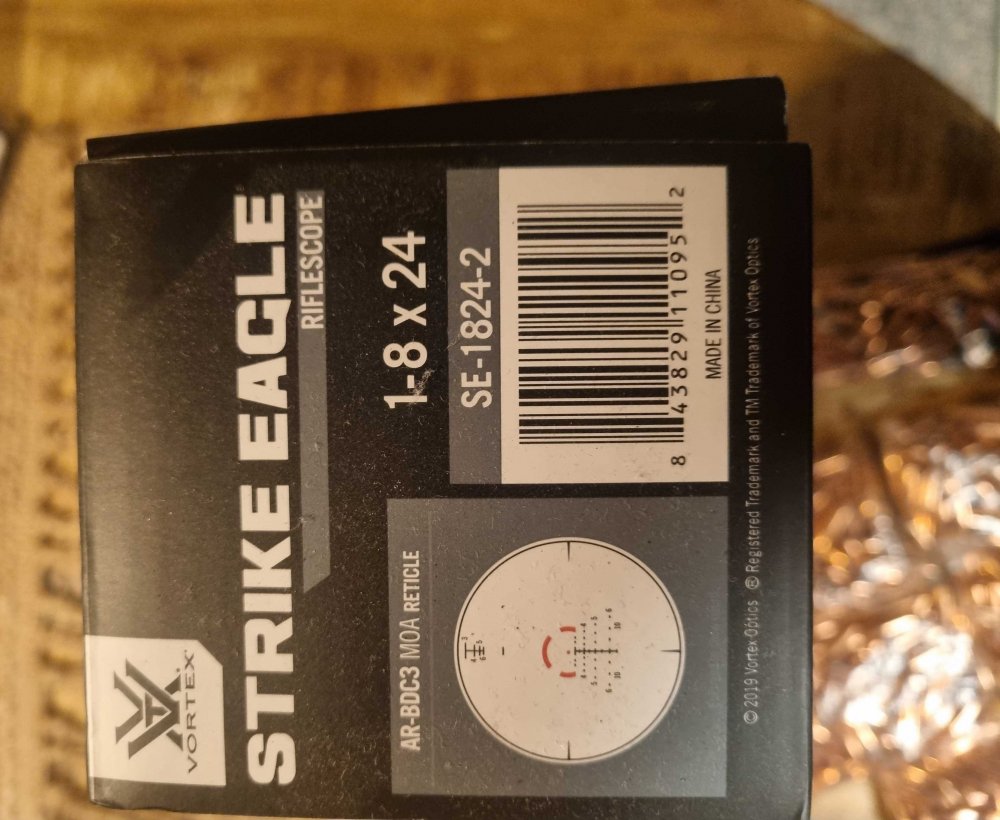 VORTEX
STRIKE EAGLE
RIFLESCOPE
1-8 x 24
AR-BDC3 MOA RETICLE
SE-1824-2
8 43829 11095 2
MADE IN CHINA
© 2019 Vortex Optics ® Registered Trademark and TM Trademark of Vortex Optics